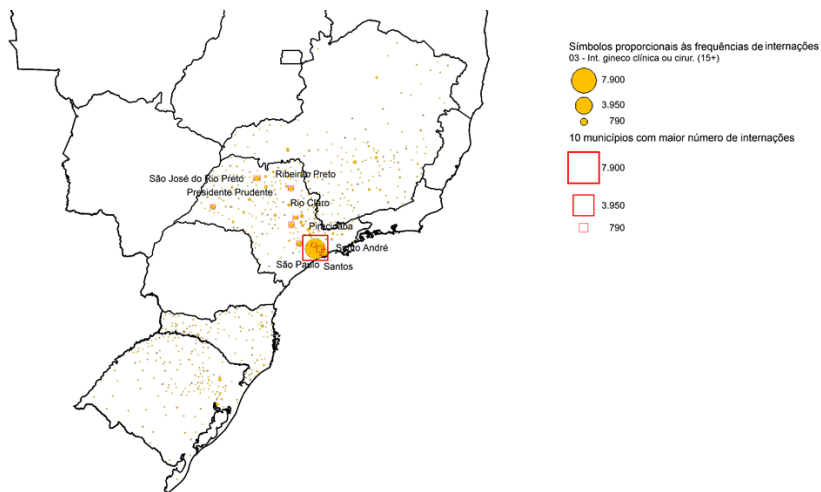 Símbolos proporcionais às frequências de internações
03 - Int. gineco clínica ou cirur. (15+)
7.900
3.950
790
10 municípios com maior número de internações
7.900
3.950
790
São José do Rio Preto
Ribeirão Preto
Presidente Prudente
Rio Claro
Piracicaba
Santo André
São Paulo
Santos